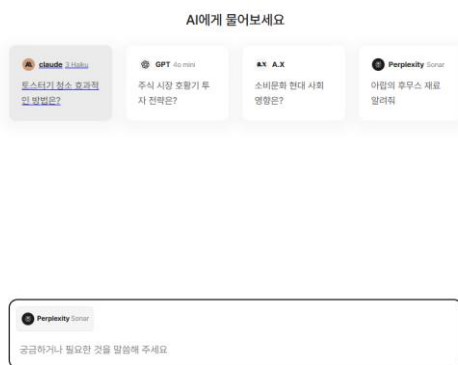 AI에게 물어보세요
claude 3 Haiku
토스터기 청소 효과적
인 방법은?
GPT 4o mini
주식 시장 호황기 투
자 전략은?
A.X A.X
소비문화 현대 사회
영향은?
Perplexity Sonar
아랍의 후무스 재료
알려줘
Perplexity Sonar
궁금하거나 필요한 것을 말씀해 주세요